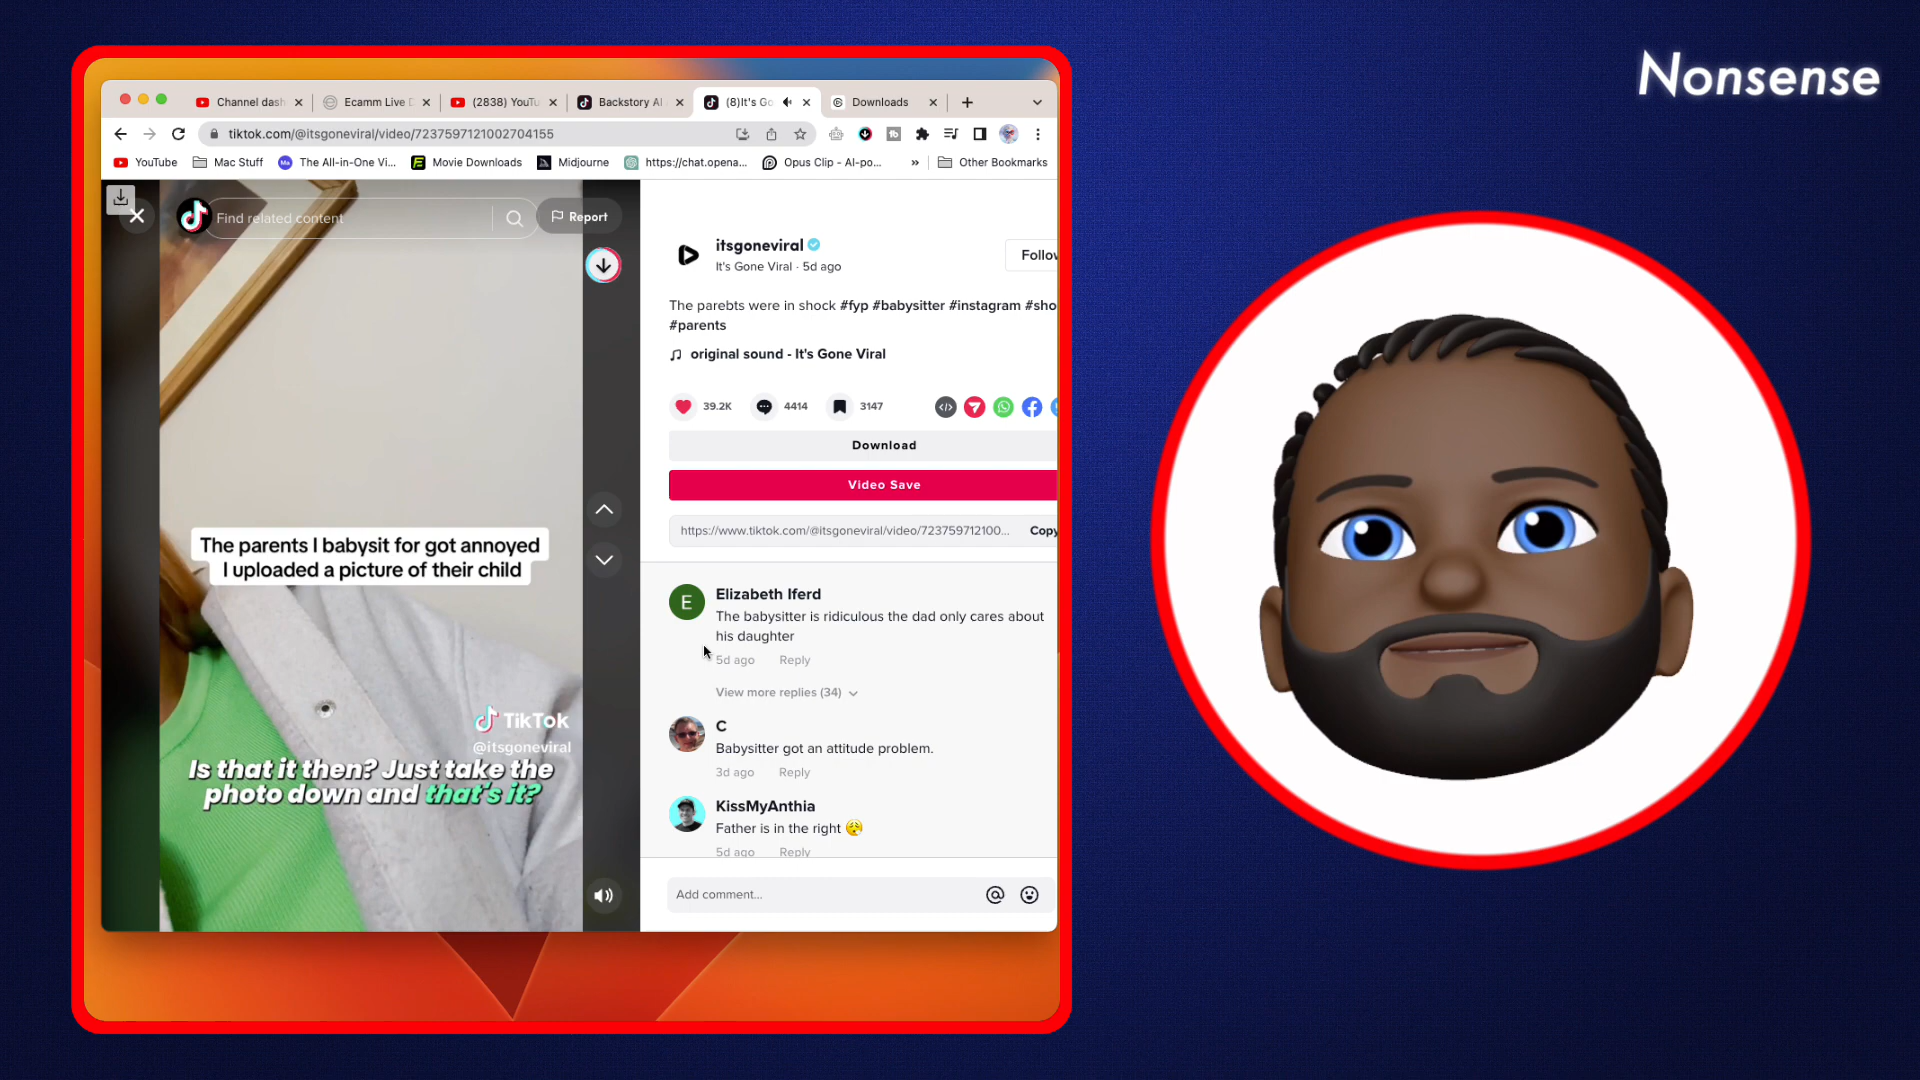 Nonsense
Channel dash
Ecamm Live D
(2838) YouTu
Backstory AI
(8)It's Go
Downloads
tiktok.com/@itsgoneviral/video/7237597121002704155
YouTube
Mac Stuff
The All-in-One Vi...
Movie Downloads
Midjourne
https://chat.opena...
Opus Clip - AI-po...
»
Other Bookmarks
Find related content
Report
The parents I babysit for got annoyed
I uploaded a picture of their child
TikTok
@itsgoneviral
Is that it then? Just take the
photo down and that's it?
itsgoneviral
It's Gone Viral · 5d ago
Follow
The parebts were in shock #fyp #babysitter #instagram #sho
#parents
original sound - It's Gone Viral
39.2K
4414
3147
Download
Video Save
https://www.tiktok.com/@itsgoneviral/video/723759712100...
Copy
E
Elizabeth Iferd
The babysitter is ridiculous the dad only cares about
his daughter
5d ago
Reply
View more replies (34)
C
Babysitter got an attitude problem.
3d ago
Reply
KissMyAnthia
Father is in the right 😮‍💨
5d ago
Reply
Add comment...